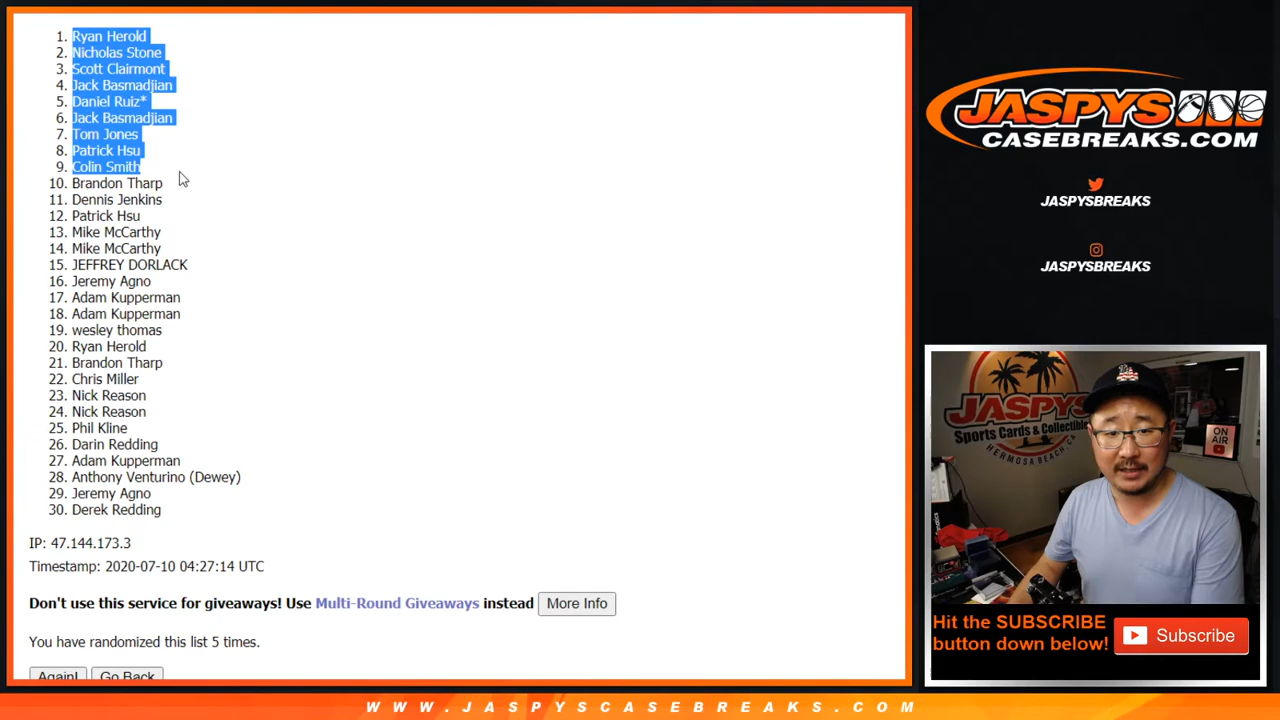 1. Ryan Herold
2. Nicholas Stone
3. Scott Clairmont
4. Jack Basmadjian
5. Daniel Ruiz*
6. Jack Basmadjian
7. Tom Jones
8. Patrick Hsu
9. Colin Smith
10. Brandon Tharp
11. Dennis Jenkins
12. Patrick Hsu
13. Mike McCarthy
14. Mike McCarthy
15. JEFFREY DORLACK
16. Jeremy Agno
17. Adam Kupperman
18. Adam Kupperman
19. wesley thomas
20. Ryan Herold
21. Brandon Tharp
22. Chris Miller
23. Nick Reason
24. Nick Reason
25. Phil Kline
26. Darin Redding
27. Adam Kupperman
28. Anthony Venturino (Dewey)
29. Jeremy Agno
30. Derek Redding
IP: 47.144.173.3
Timestamp: 2020-07-10 04:27:14 UTC
Don't use this service for giveaways! Use Multi-Round Giveaways instead More Info
You have randomized this list 5 times.
Again! Go Back
JASPYS
CASEBREAKS.COM
JASPYSBREAKS
JASPYSBREAKS
JASPYS
Sports Cards & Collectibles
HERMOSA BEACH, CA
ON
AIR
Hit the SUBSCRIBE
button down below!
Subscribe
WWW.JASPYSCASEBREAKS.COM